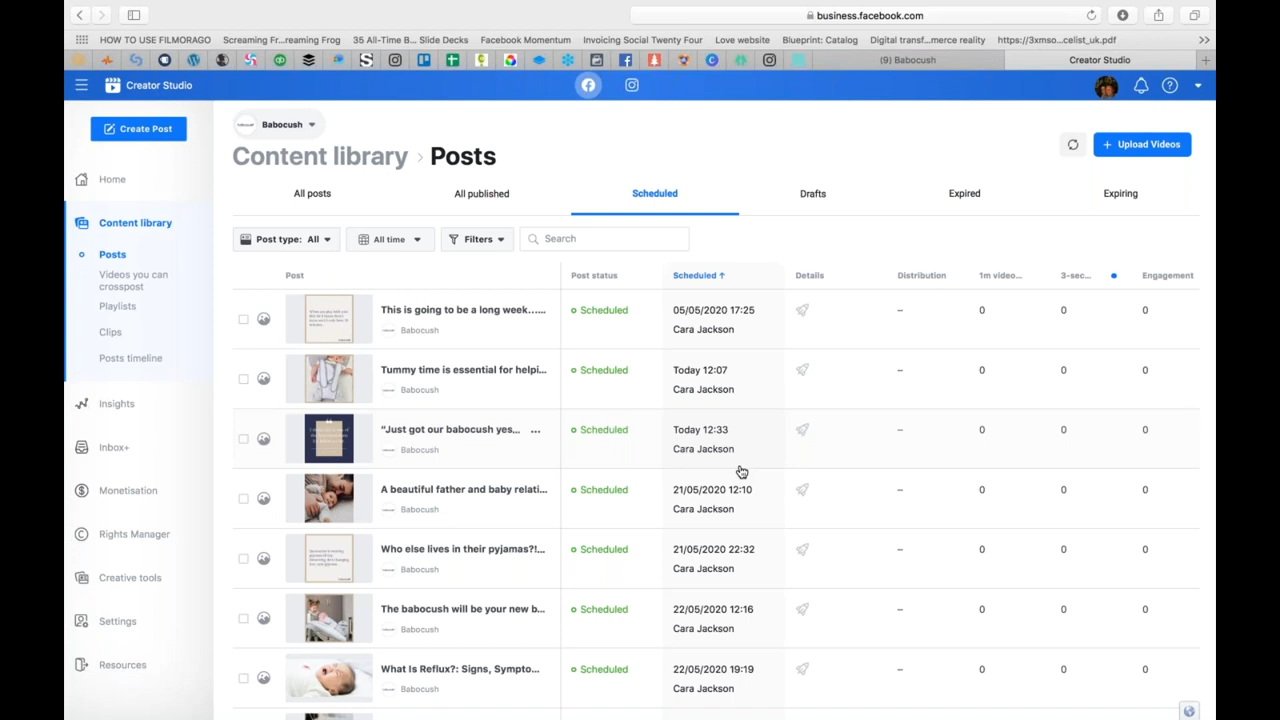 business.facebook.com
HOW TO USE FILMORAGO Screaming Fr...reaming Frog 35 All-Time B... Slide Decks Facebook Momentum Invoicing Social Twenty Four Love website Blueprint: Catalog Digital transf...merce reality https://3xmso...celist_uk.pdf
(9) Babocush Creator Studio
Creator Studio
Create Post
Home
Content library
Posts
Videos you can
crosspost
Playlists
Clips
Posts timeline
Insights
Inbox+
Monetisation
Rights Manager
Creative tools
Settings
Resources
Babocush
Content library › Posts
+ Upload Videos
All posts All published Scheduled Drafts Expired Expiring
Post type: All All time Filters Search
Post Post status Scheduled ↑ Details Distribution 1m video... 3-sec... Engagement
This is going to be a long week…... Scheduled 05/05/2020 17:25 – 0 0 0
Babocush Cara Jackson
Tummy time is essential for helpi... Scheduled Today 12:07 – 0 0 0
Babocush Cara Jackson
“Just got our babocush yes... ... Scheduled Today 12:33 – 0 0 0
Babocush Cara Jackson
A beautiful father and baby relati... Scheduled 21/05/2020 12:10 – 0 0 0
Babocush Cara Jackson
Who else lives in their pyjamas?!... Scheduled 21/05/2020 22:32 – 0 0 0
Babocush Cara Jackson
The babocush will be your new b... Scheduled 22/05/2020 12:16 – 0 0 0
Babocush Cara Jackson
What Is Reflux?: Signs, Sympto... Scheduled 22/05/2020 19:19 – 0 0 0
Babocush Cara Jackson